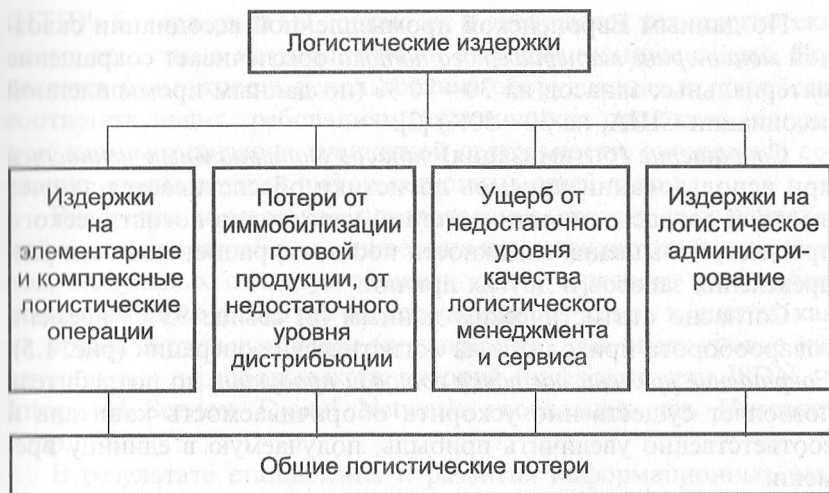 Логистические издержки
Издержки
на
элементарные
и комплексные
логистические
операции
Потери от
иммобилизации
готовой
продукции, от
недостаточного
уровня
дистрибьюции
Ущерб от
недостаточного
уровня
качества
логистического
менеджмента
и сервиса
Издержки на
логистическое
администри-
рование
Общие логистические потери